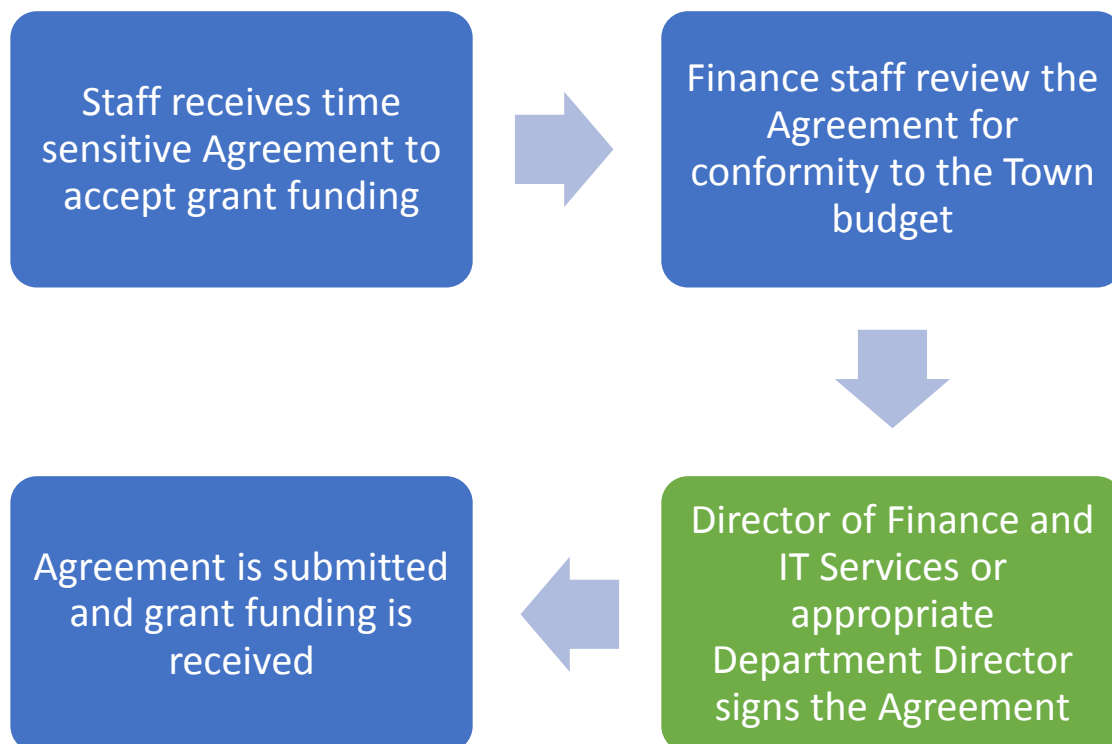 Staff receives time
sensitive Agreement to
accept grant funding
Finance staff review the
Agreement for
conformity to the Town
budget
Director of Finance and
IT Services or
appropriate
Department Director
signs the Agreement
Agreement is submitted
and grant funding is
received